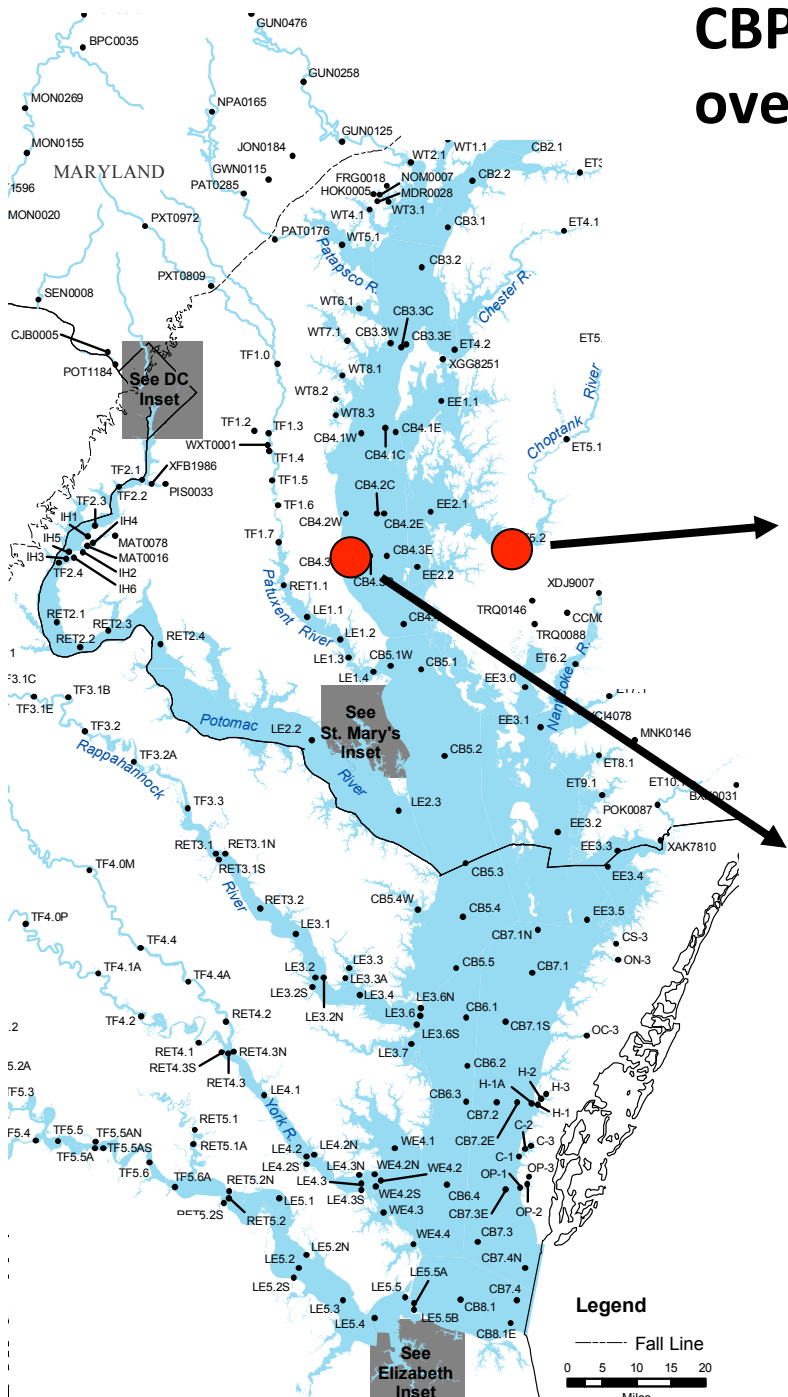 CBP
ove
GUN0476
BPC0035
GUN0258
MON0269
NPA0165
GUN0125
MON0155
JON0184
WT2.1
WT1.1
CB2.1
MARYLAND
GWN0115
FRG0018
NOM0007
CB2.2
1596
PAT0285
HOK0005
MDR0028
MON0020
WT4.1
WT3.1
PXT0972
CB3.1
ET4.1
PAT0176
WT5.1
Patapsco R.
CB3.2
PXT0809
Chester R.
SEN0008
WT6.1
CB3.3C
CJB0005
WT7.1
CB3.3W
CB3.3E
ET5.
POT1184
See DC
Inset
TF1.0
ET4.2
XGG8251
WT8.1
WT8.2
EE1.1
WT8.3
Choptank River
TF1.2
TF1.3
CB4.1W
CB4.1E
WXT0001
TF1.4
CB4.1C
ET5.1
TF2.1
XFB1986
TF1.5
TF2.2
PIS0033
CB4.2C
TF2.3
TF1.6
EE2.1
IH1
IH4
CB4.2W
CB4.2E
IH5
MAT0078
TF1.7
5.2
IH3
MAT0016
CB4.3
CB4.3E
TF2.4
IH2
EE2.2
IH6
RET1.1
XDJ9007
RET2.1
LE1.1
TRQ0146
RET2.3
Patuxent River
RET2.2
RET2.4
LE1.2
TRQ0088
LE1.3
CB5.1W
ET6.2
LE1.4
CB5.1
EE3.0
Nanticoke R.
F3.1C
TF3.1B
TF3.1E
See
St. Mary's
Inset
EE3.1
TF3.2
Potomac
LE2.2
MNK0146
Rappahannock
TF3.2A
CB5.2
ET8.1
River
ET9.1
TF3.3
LE2.3
POK0087
RET3.1
RET3.1N
EE3.2
XAK7810
RET3.1S
EE3.3
TF4.0M
CB5.3
EE3.4
River
RET3.2
CB5.4W
TF4.0P
LE3.1
CB5.4
EE3.5
CB7.1N
TF4.4
CS-3
TF4.1A
LE3.3
CB5.5
ON-3
TF4.4A
LE3.2
LE3.3A
CB7.1
LE3.2S
LE3.4
LE3.2N
LE3.6N
TF4.2
RET4.2
LE3.6
CB6.1
CB7.1S
.2
LE3.6S
RET4.1
RET4.3N
LE3.7
OC-3
RET4.3S
5.2A
RET4.3
CB6.2
H-2
F5.3
LE4.1
H-1A
H-3
CB6.3
York R.
CB7.2
H-1
RET5.1
C-2
F5.4
TF5.5
TF5.5AN
CB7.2E
C-3
RET5.1A
LE4.2N
WE4.1
TF5.5AS
LE4.2
C-1
TF5.5A
LE4.2S
TF5.6
LE4.3N
WE4.2N
WE4.2
OP-1
OP-3
TF5.6A
RET5.2N
LE4.3
WE4.2S
CB6.4
LE5.1
LE4.3S
CB7.3E
OP-2
RET5.2S
RET5.2
WE4.3
WE4.4
CB7.3
LE5.2N
CB7.4N
LE5.2
LE5.5A
LE5.2S
LE5.5
LE5.3
CB8.1
CB7.4
Legend
LE5.4
LE5.5B
CB8.1E
Fall Line
See
Elizabeth
Inset
0 5 10 20
Miles